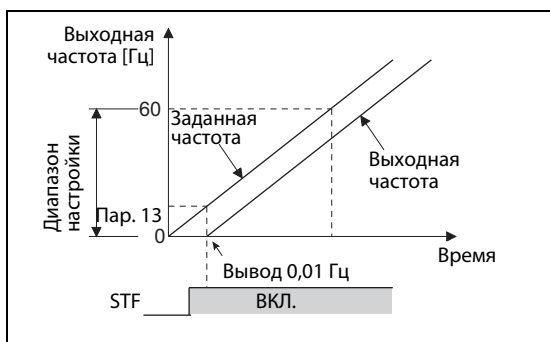 Выходная
частота [Гц]
60
Заданная
частота
Выходная
частота
Диапазон
настройки
Пар. 13
0
Время
Вывод 0,01 Гц
STF
ВКЛ.